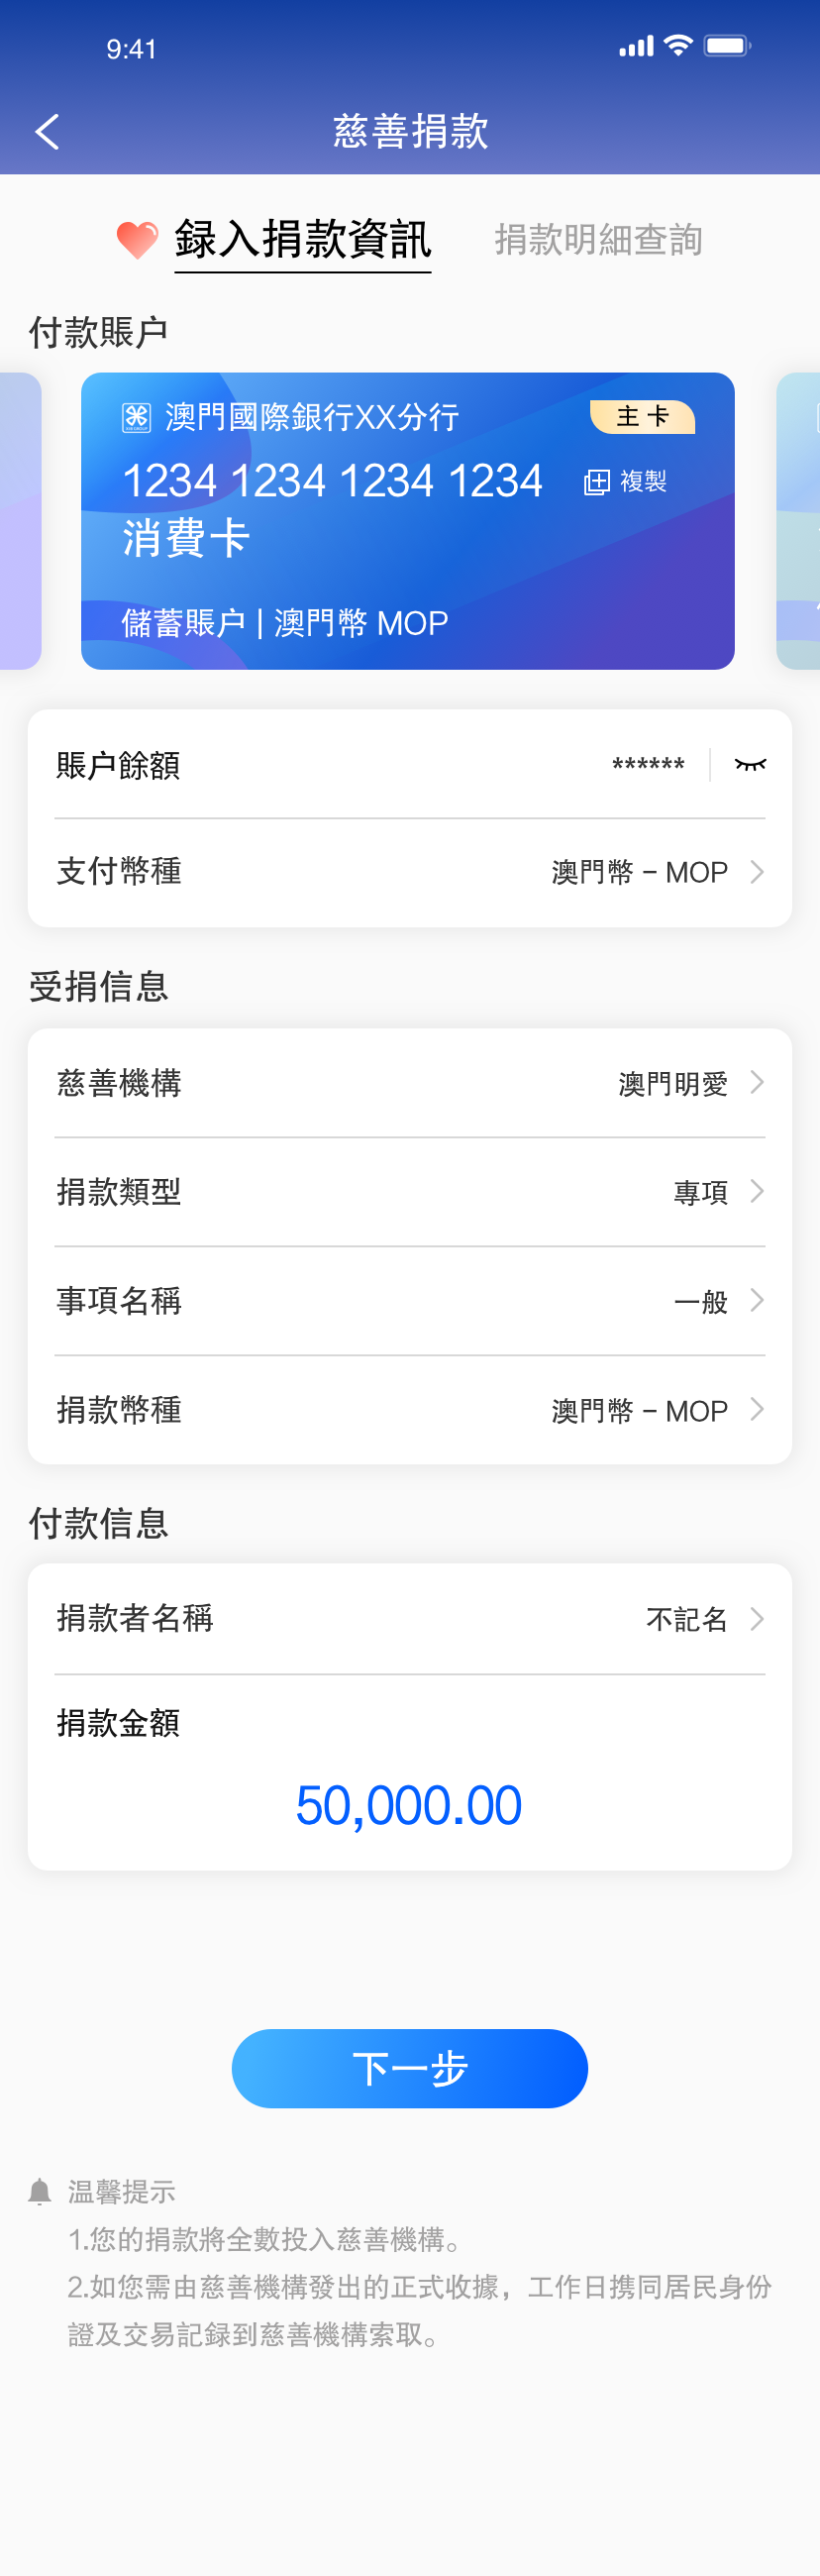 9:41
慈善捐款
録入捐款資訊
捐款明細查詢
付款賬户
澳門國際銀行XX分行
主 卡
1234 1234 1234 1234
複製
消費卡
儲蓄賬户 | 澳門幣 MOP
賬户餘額
******
支付幣種
澳門幣 – MOP
受捐信息
慈善機構
澳門明愛
捐款類型
專項
事項名稱
一般
捐款幣種
澳門幣 – MOP
付款信息
捐款者名稱
不記名
捐款金額
50,000.00
下一步
温馨提示
1.您的捐款將全數投入慈善機構。
2.如您需由慈善機構發出的正式收據，工作日携同居民身份
證及交易記録到慈善機構索取。